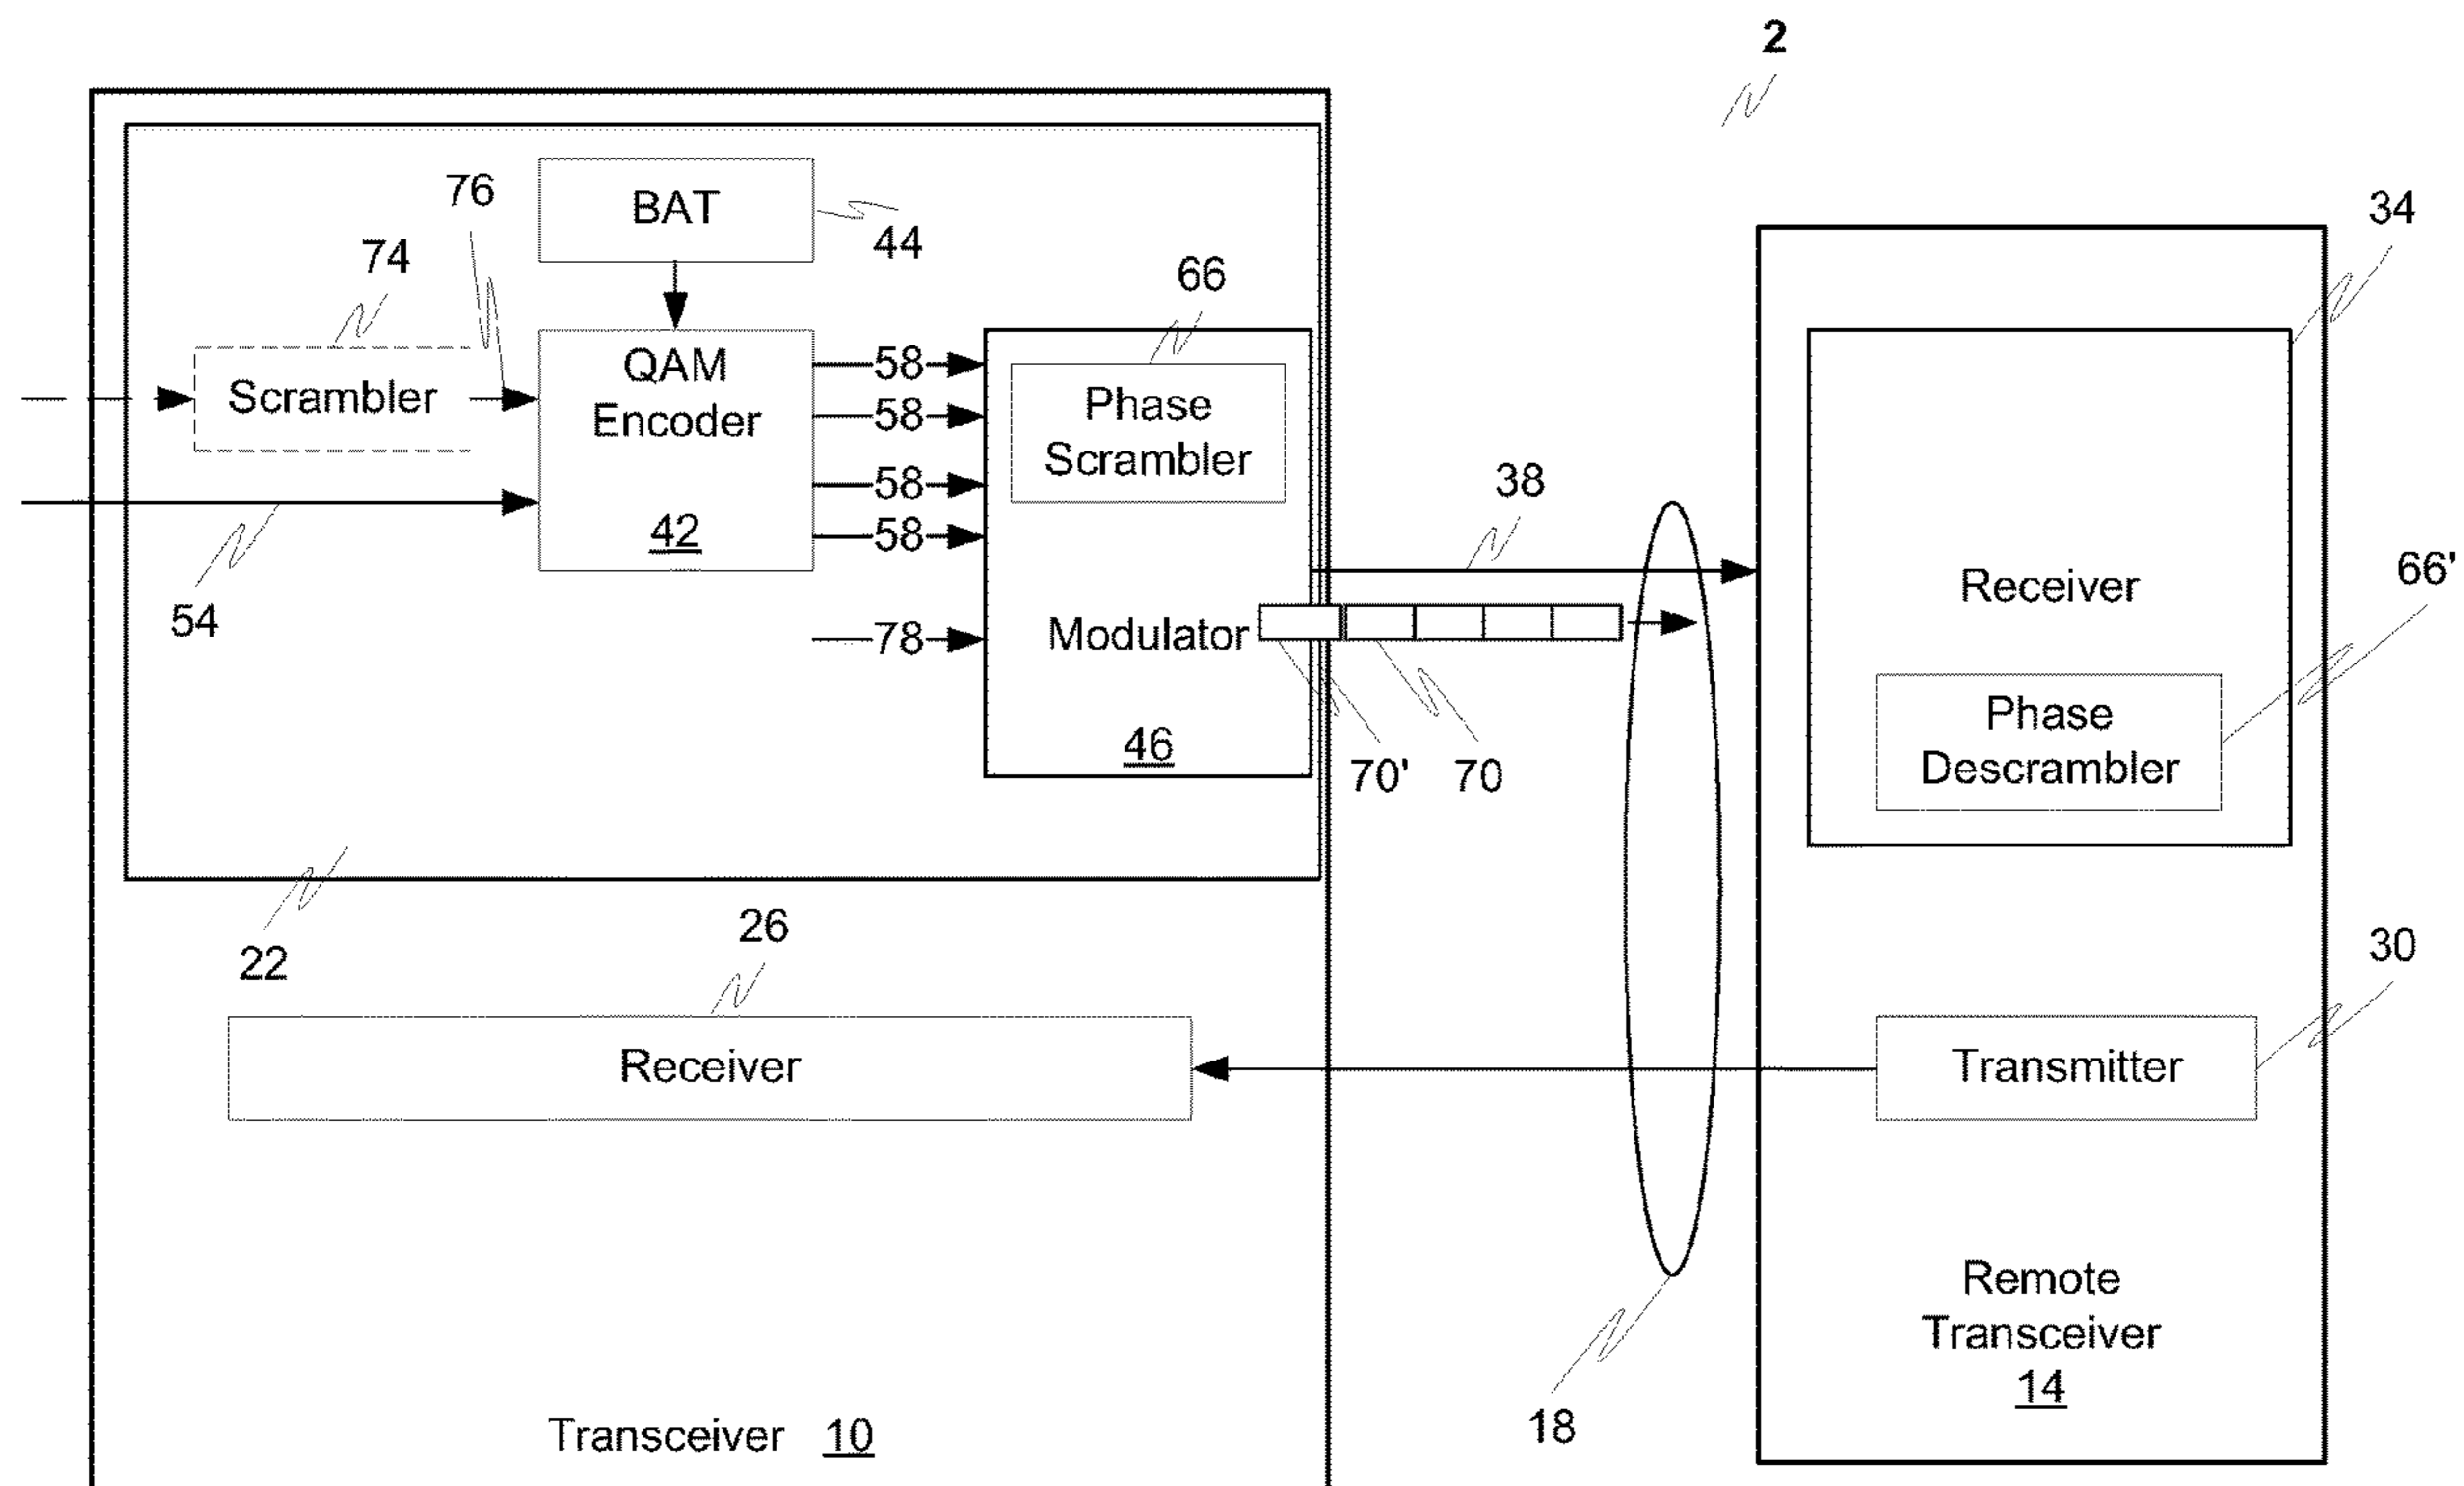 2
76
BAT
44
34
74
66
QAM
Encoder
58
Phase
Scrambler
Scrambler
58
58
38
42
58
66'
54
Receiver
78
Modulator
Phase
Descrambler
46
70'
70
26
22
30
Receiver
Transmitter
Remote
Transceiver
14
18
Transceiver 10